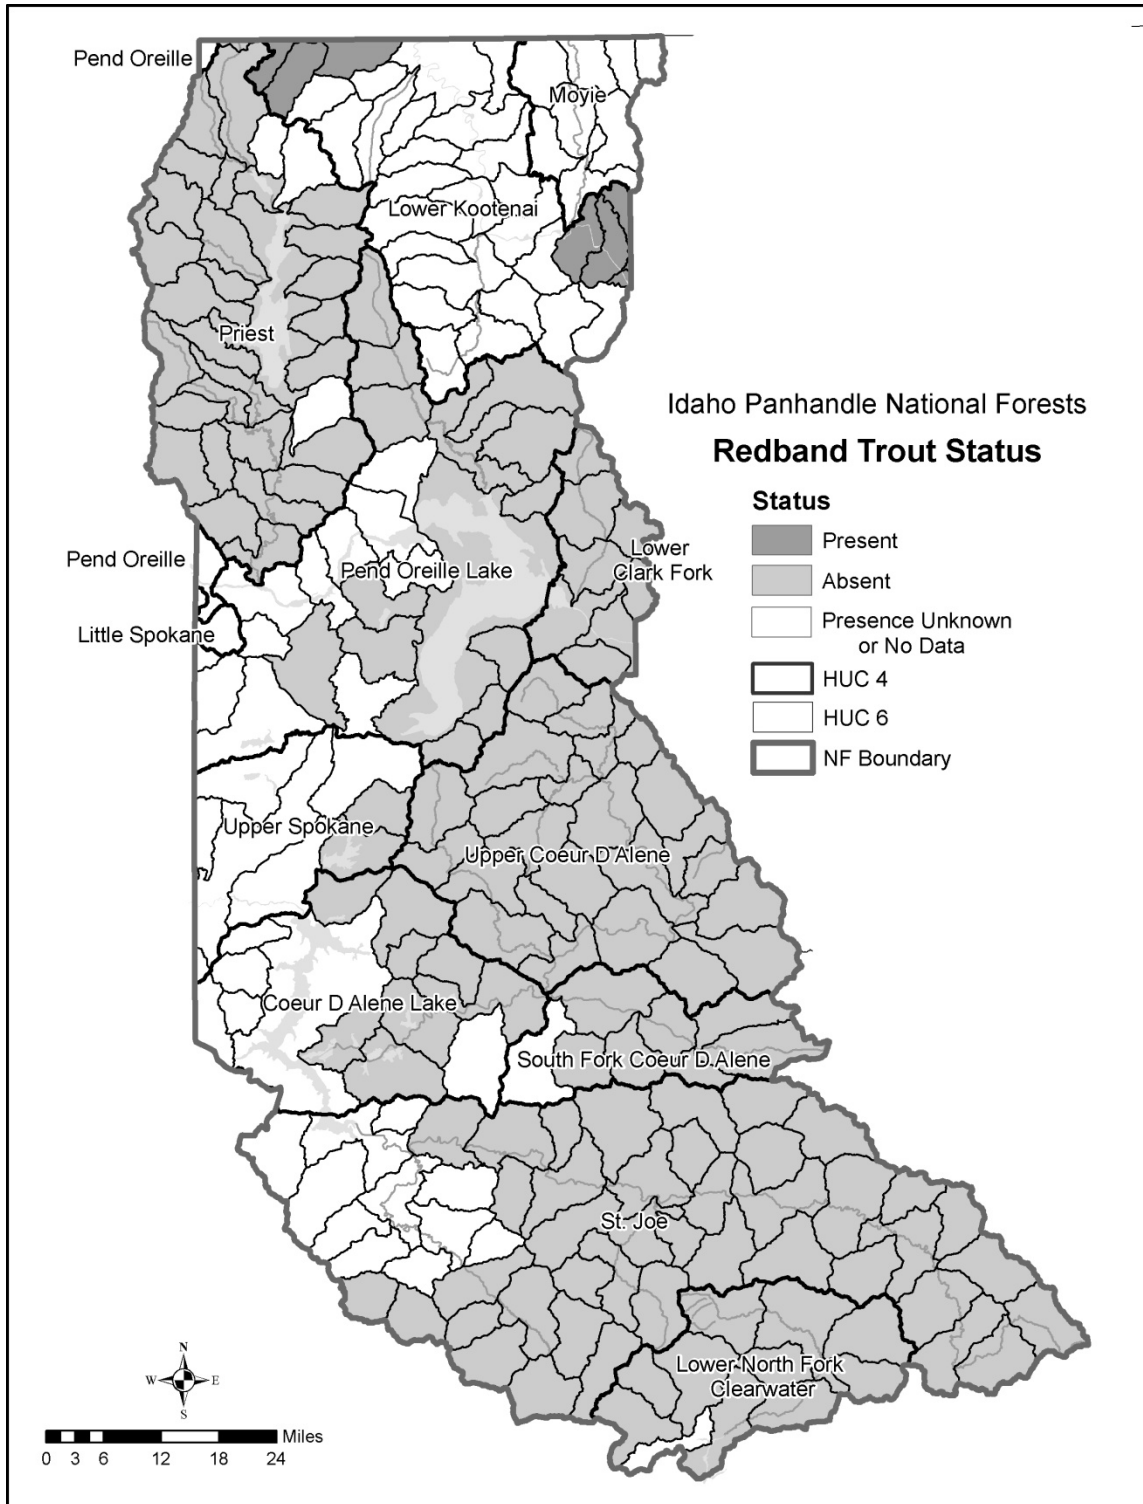 Pend Oreille
Moyie
Lower Kootenai
Priest
Idaho Panhandle National Forests
Redband Trout Status
Status
Present
Absent
Presence Unknown
or No Data
HUC 4
HUC 6
NF Boundary
Lower
Clark Fork
Pend Oreille
Pend Oreille Lake
Little Spokane
Upper Spokane
Upper Coeur D Alene
Coeur D Alene Lake
South Fork Coeur D Alene
St. Joe
Lower North Fork
Clearwater
N
W E
S
Miles
0 3 6 12 18 24